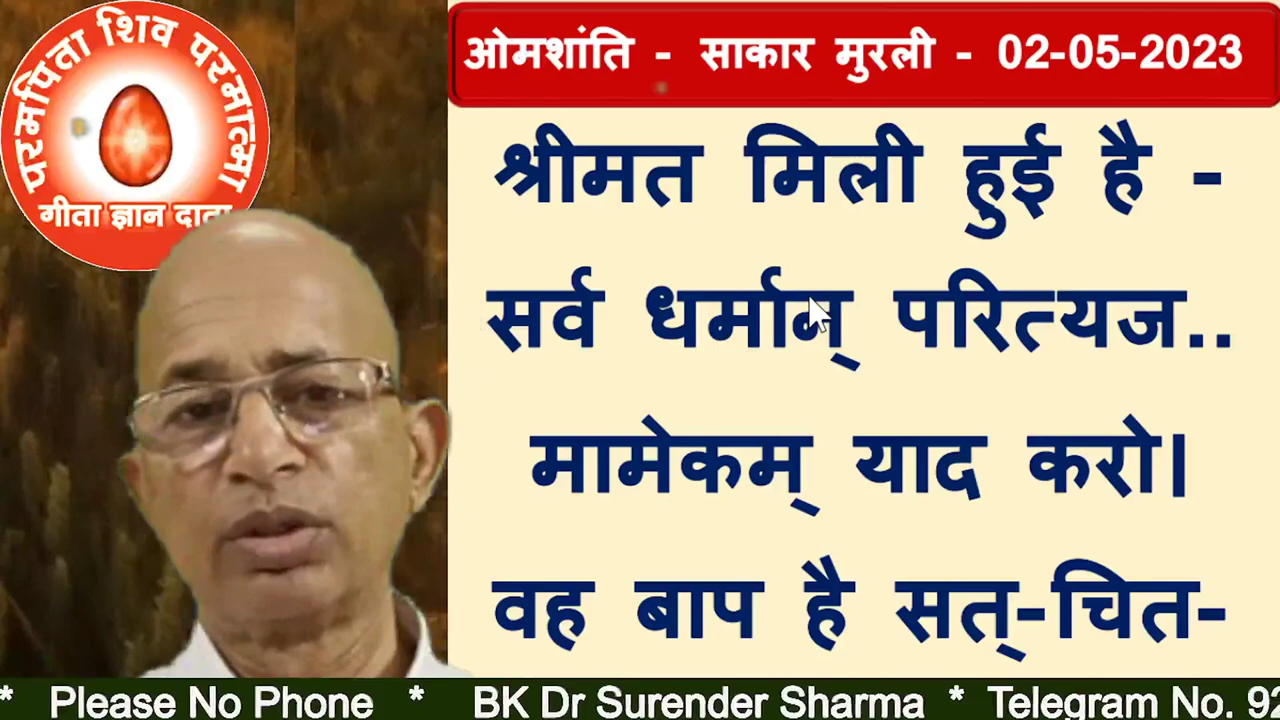 परमपिता शिव परमात्मा
गीता ज्ञान दाता
ओमशांति - साकार मुरली - 02-05-2023
श्रीमत मिली हुई है -
सर्व धर्मान् परित्यज..
मामेकम् याद करो।
वह बाप है सत्-चित-
* Please No Phone * BK Dr Surender Sharma * Telegram No. 92